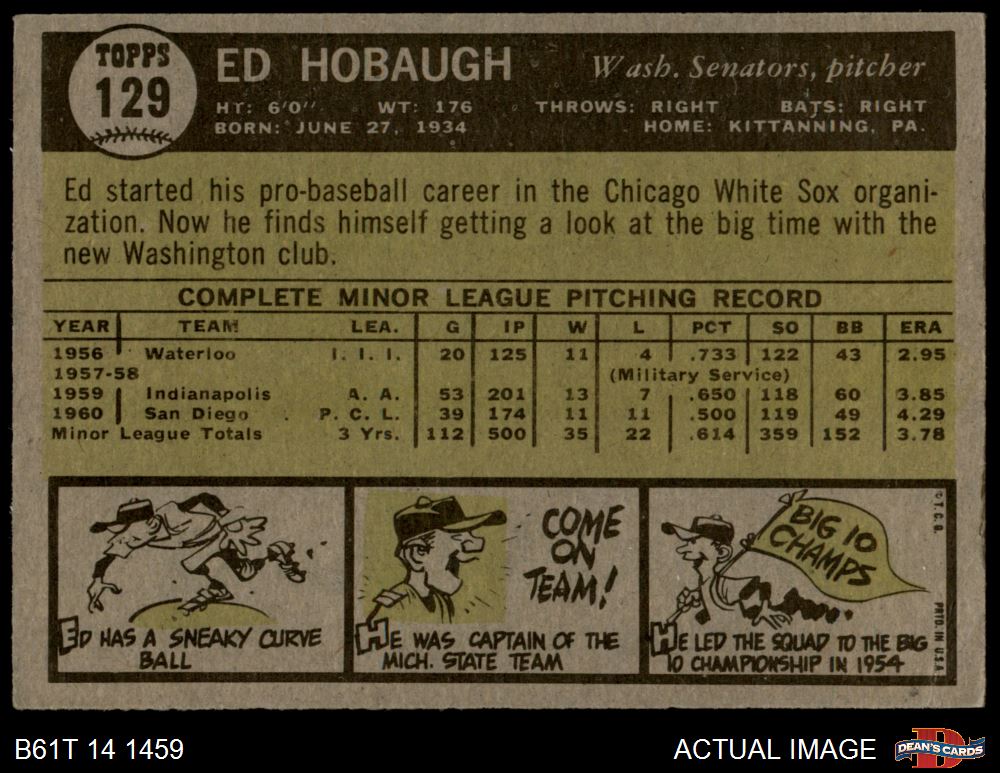 TOPPS
129
ED HOBAUGH
Wash. Senators, pitcher
HT: 6'0" WT: 176 THROWS: RIGHT BATS: RIGHT
BORN: JUNE 27, 1934 HOME: KITTANNING, PA.
Ed started his pro-baseball career in the Chicago White Sox organi-
zation. Now he finds himself getting a look at the big time with the
new Washington club.
COMPLETE MINOR LEAGUE PITCHING RECORD
YEAR TEAM LEA. G IP W L PCT SO BB ERA
1956 Waterloo I. I. I. 20 125 11 4 .733 122 43 2.95
1957-58 (Military Service)
1959 Indianapolis A. A. 53 201 13 7 .650 118 60 3.85
1960 San Diego P. C. L. 39 174 11 11 .500 119 49 4.29
Minor League Totals 3 Yrs. 112 500 35 22 .614 359 152 3.78
ED HAS A SNEAKY CURVE
BALL
COME
ON
TEAM!
HE WAS CAPTAIN OF THE
MICH. STATE TEAM
BIG 10
CHAMPS
HE LED THE SQUAD TO THE BIG
10 CHAMPIONSHIP IN 1954
© T. C. G.
PRTD. IN U.S.A.
B61T 14 1459
ACTUAL IMAGE
D
DEAN'S CARDS